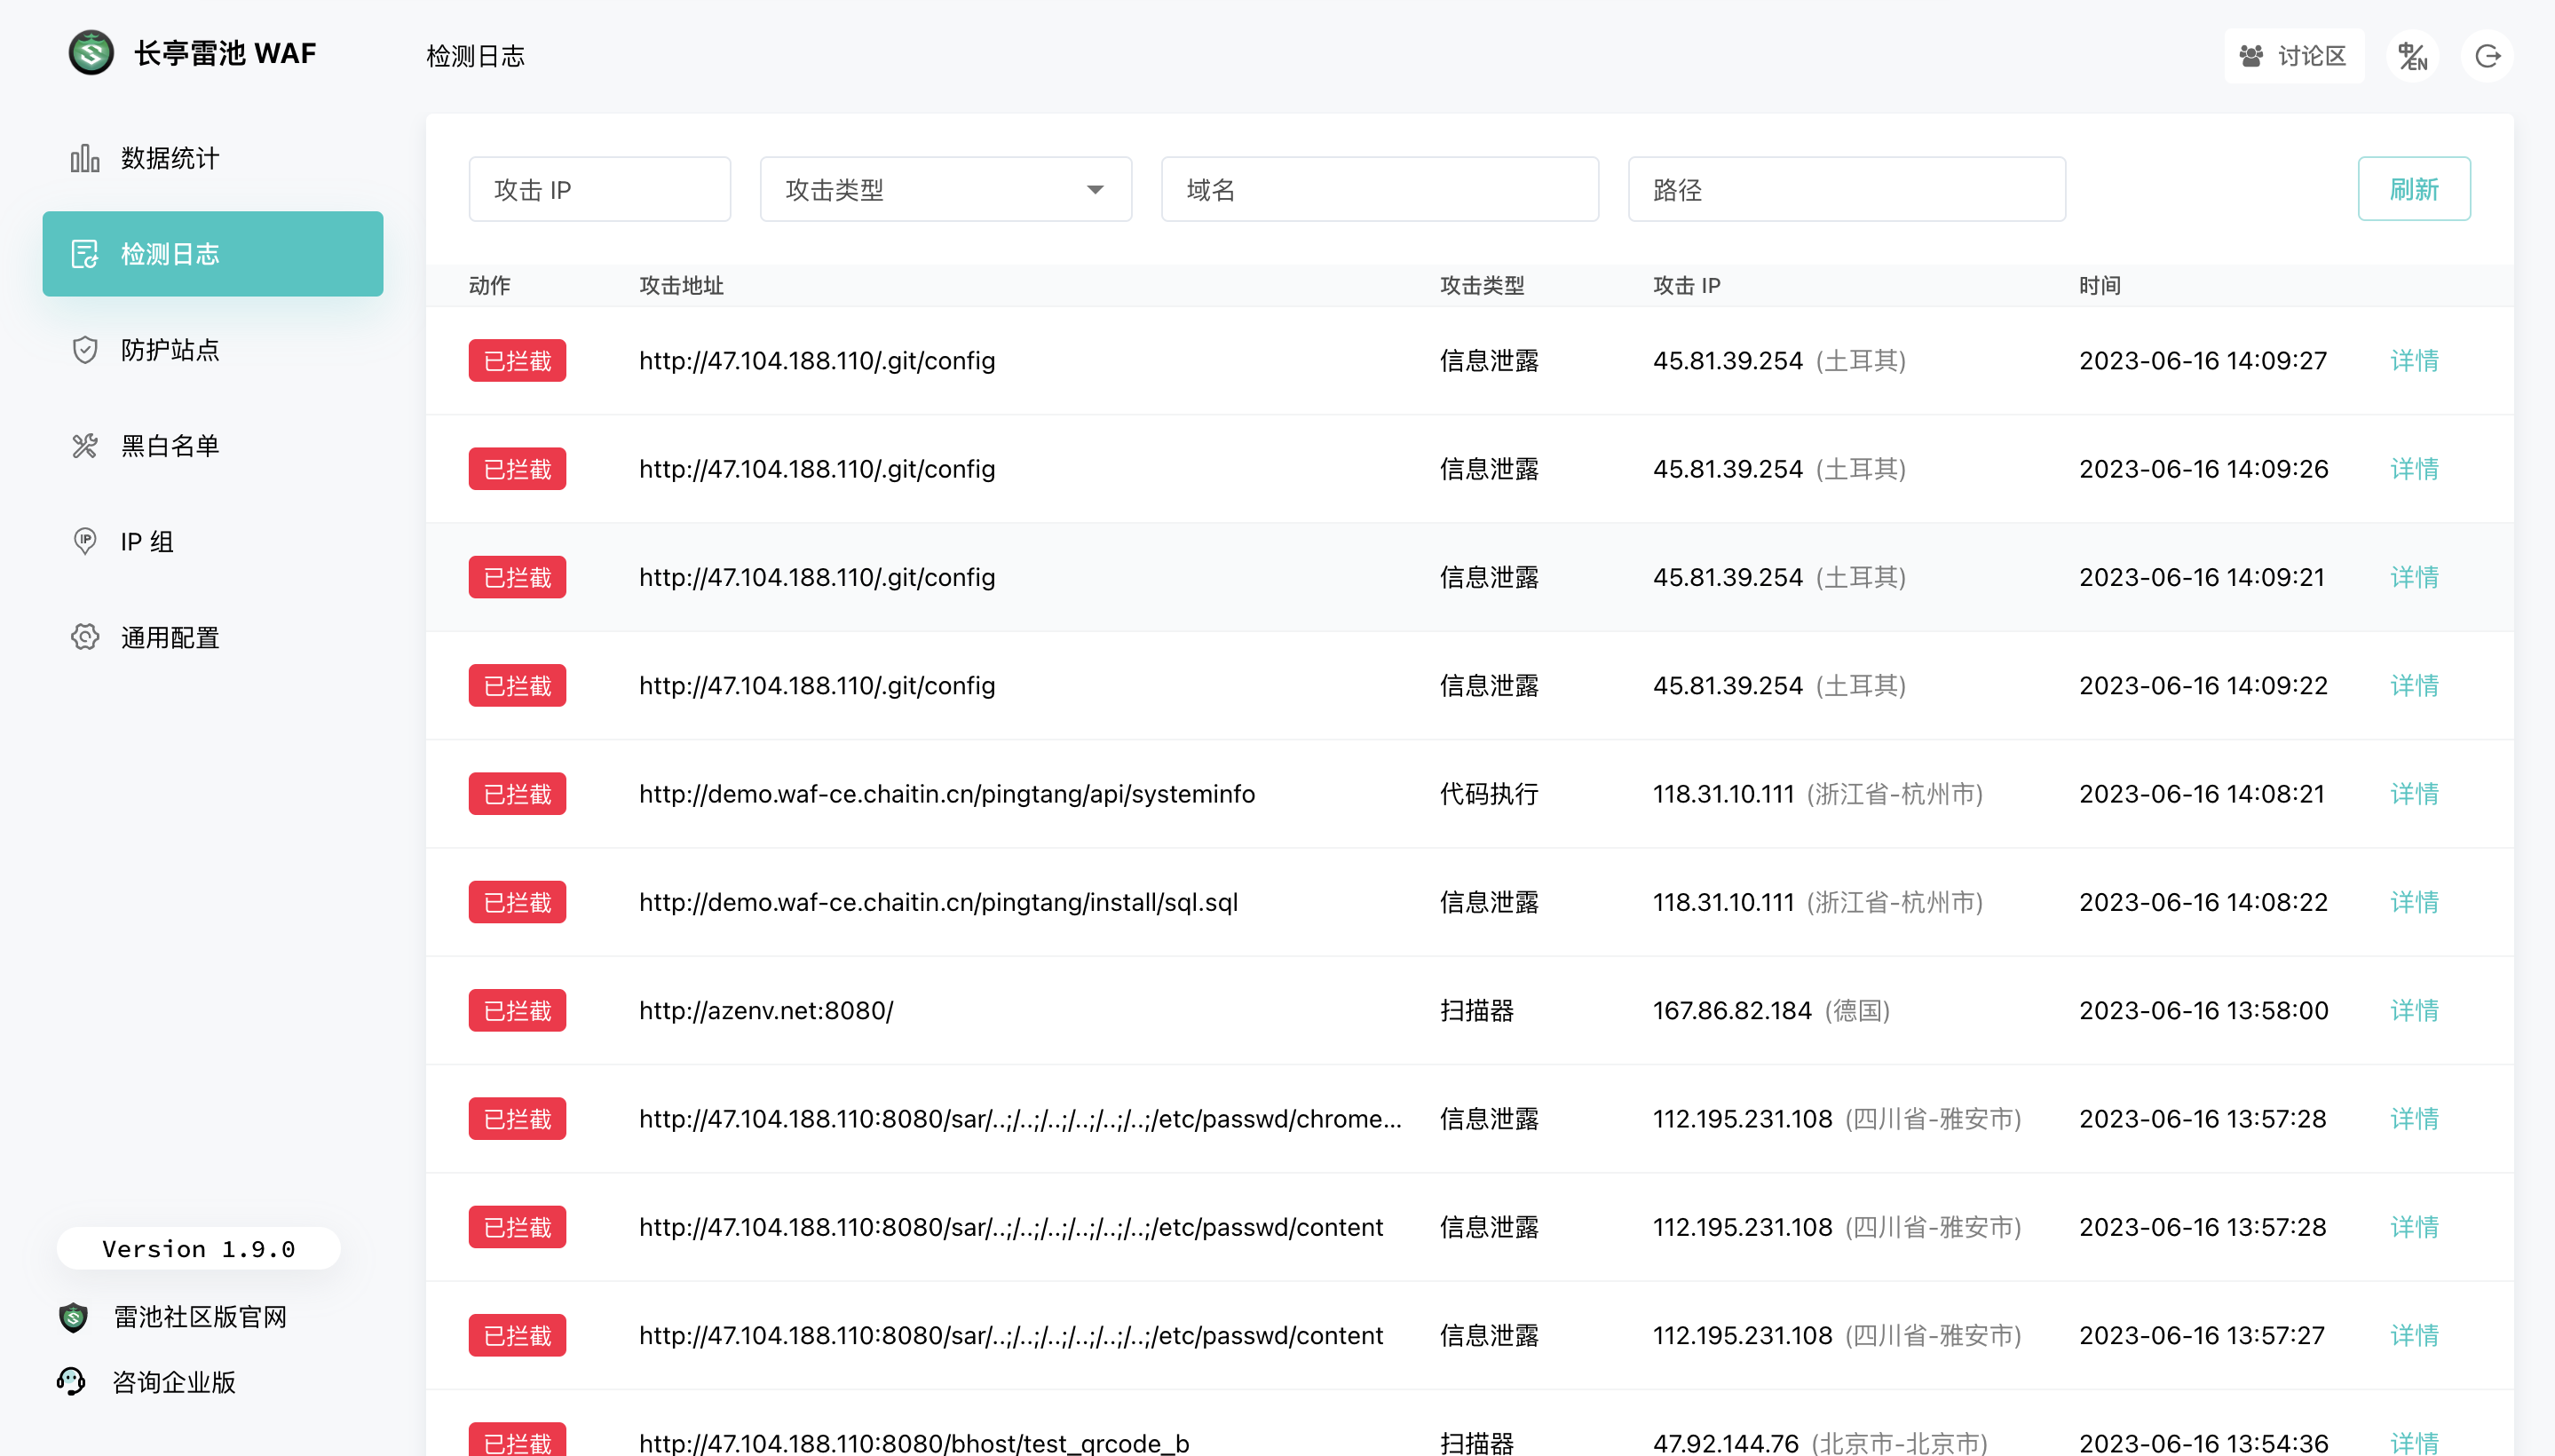 长亭雷池 WAF
检测日志
讨论区
中/EN
数据统计
检测日志
防护站点
黑白名单
IP 组
通用配置
Version 1.9.0
雷池社区版官网
咨询企业版
攻击 IP 攻击类型 域名 路径 刷新
动作 攻击地址 攻击类型 攻击 IP 时间
已拦截 http://47.104.188.110/.git/config 信息泄露 45.81.39.254 (土耳其) 2023-06-16 14:09:27 详情
已拦截 http://47.104.188.110/.git/config 信息泄露 45.81.39.254 (土耳其) 2023-06-16 14:09:26 详情
已拦截 http://47.104.188.110/.git/config 信息泄露 45.81.39.254 (土耳其) 2023-06-16 14:09:21 详情
已拦截 http://47.104.188.110/.git/config 信息泄露 45.81.39.254 (土耳其) 2023-06-16 14:09:22 详情
已拦截 http://demo.waf-ce.chaitin.cn/pingtang/api/systeminfo 代码执行 118.31.10.111 (浙江省-杭州市) 2023-06-16 14:08:21 详情
已拦截 http://demo.waf-ce.chaitin.cn/pingtang/install/sql.sql 信息泄露 118.31.10.111 (浙江省-杭州市) 2023-06-16 14:08:22 详情
已拦截 http://azenv.net:8080/ 扫描器 167.86.82.184 (德国) 2023-06-16 13:58:00 详情
已拦截 http://47.104.188.110:8080/sar/..;/..;/..;/..;/..;/..;/etc/passwd/chrome... 信息泄露 112.195.231.108 (四川省-雅安市) 2023-06-16 13:57:28 详情
已拦截 http://47.104.188.110:8080/sar/..;/..;/..;/..;/..;/..;/etc/passwd/content 信息泄露 112.195.231.108 (四川省-雅安市) 2023-06-16 13:57:28 详情
已拦截 http://47.104.188.110:8080/sar/..;/..;/..;/..;/..;/..;/etc/passwd/content 信息泄露 112.195.231.108 (四川省-雅安市) 2023-06-16 13:57:27 详情
已拦截 http://47.104.188.110:8080/bhost/test_qrcode_b 扫描器 47.92.144.76 (北京市-北京市) 2023-06-16 13:54:36 详情